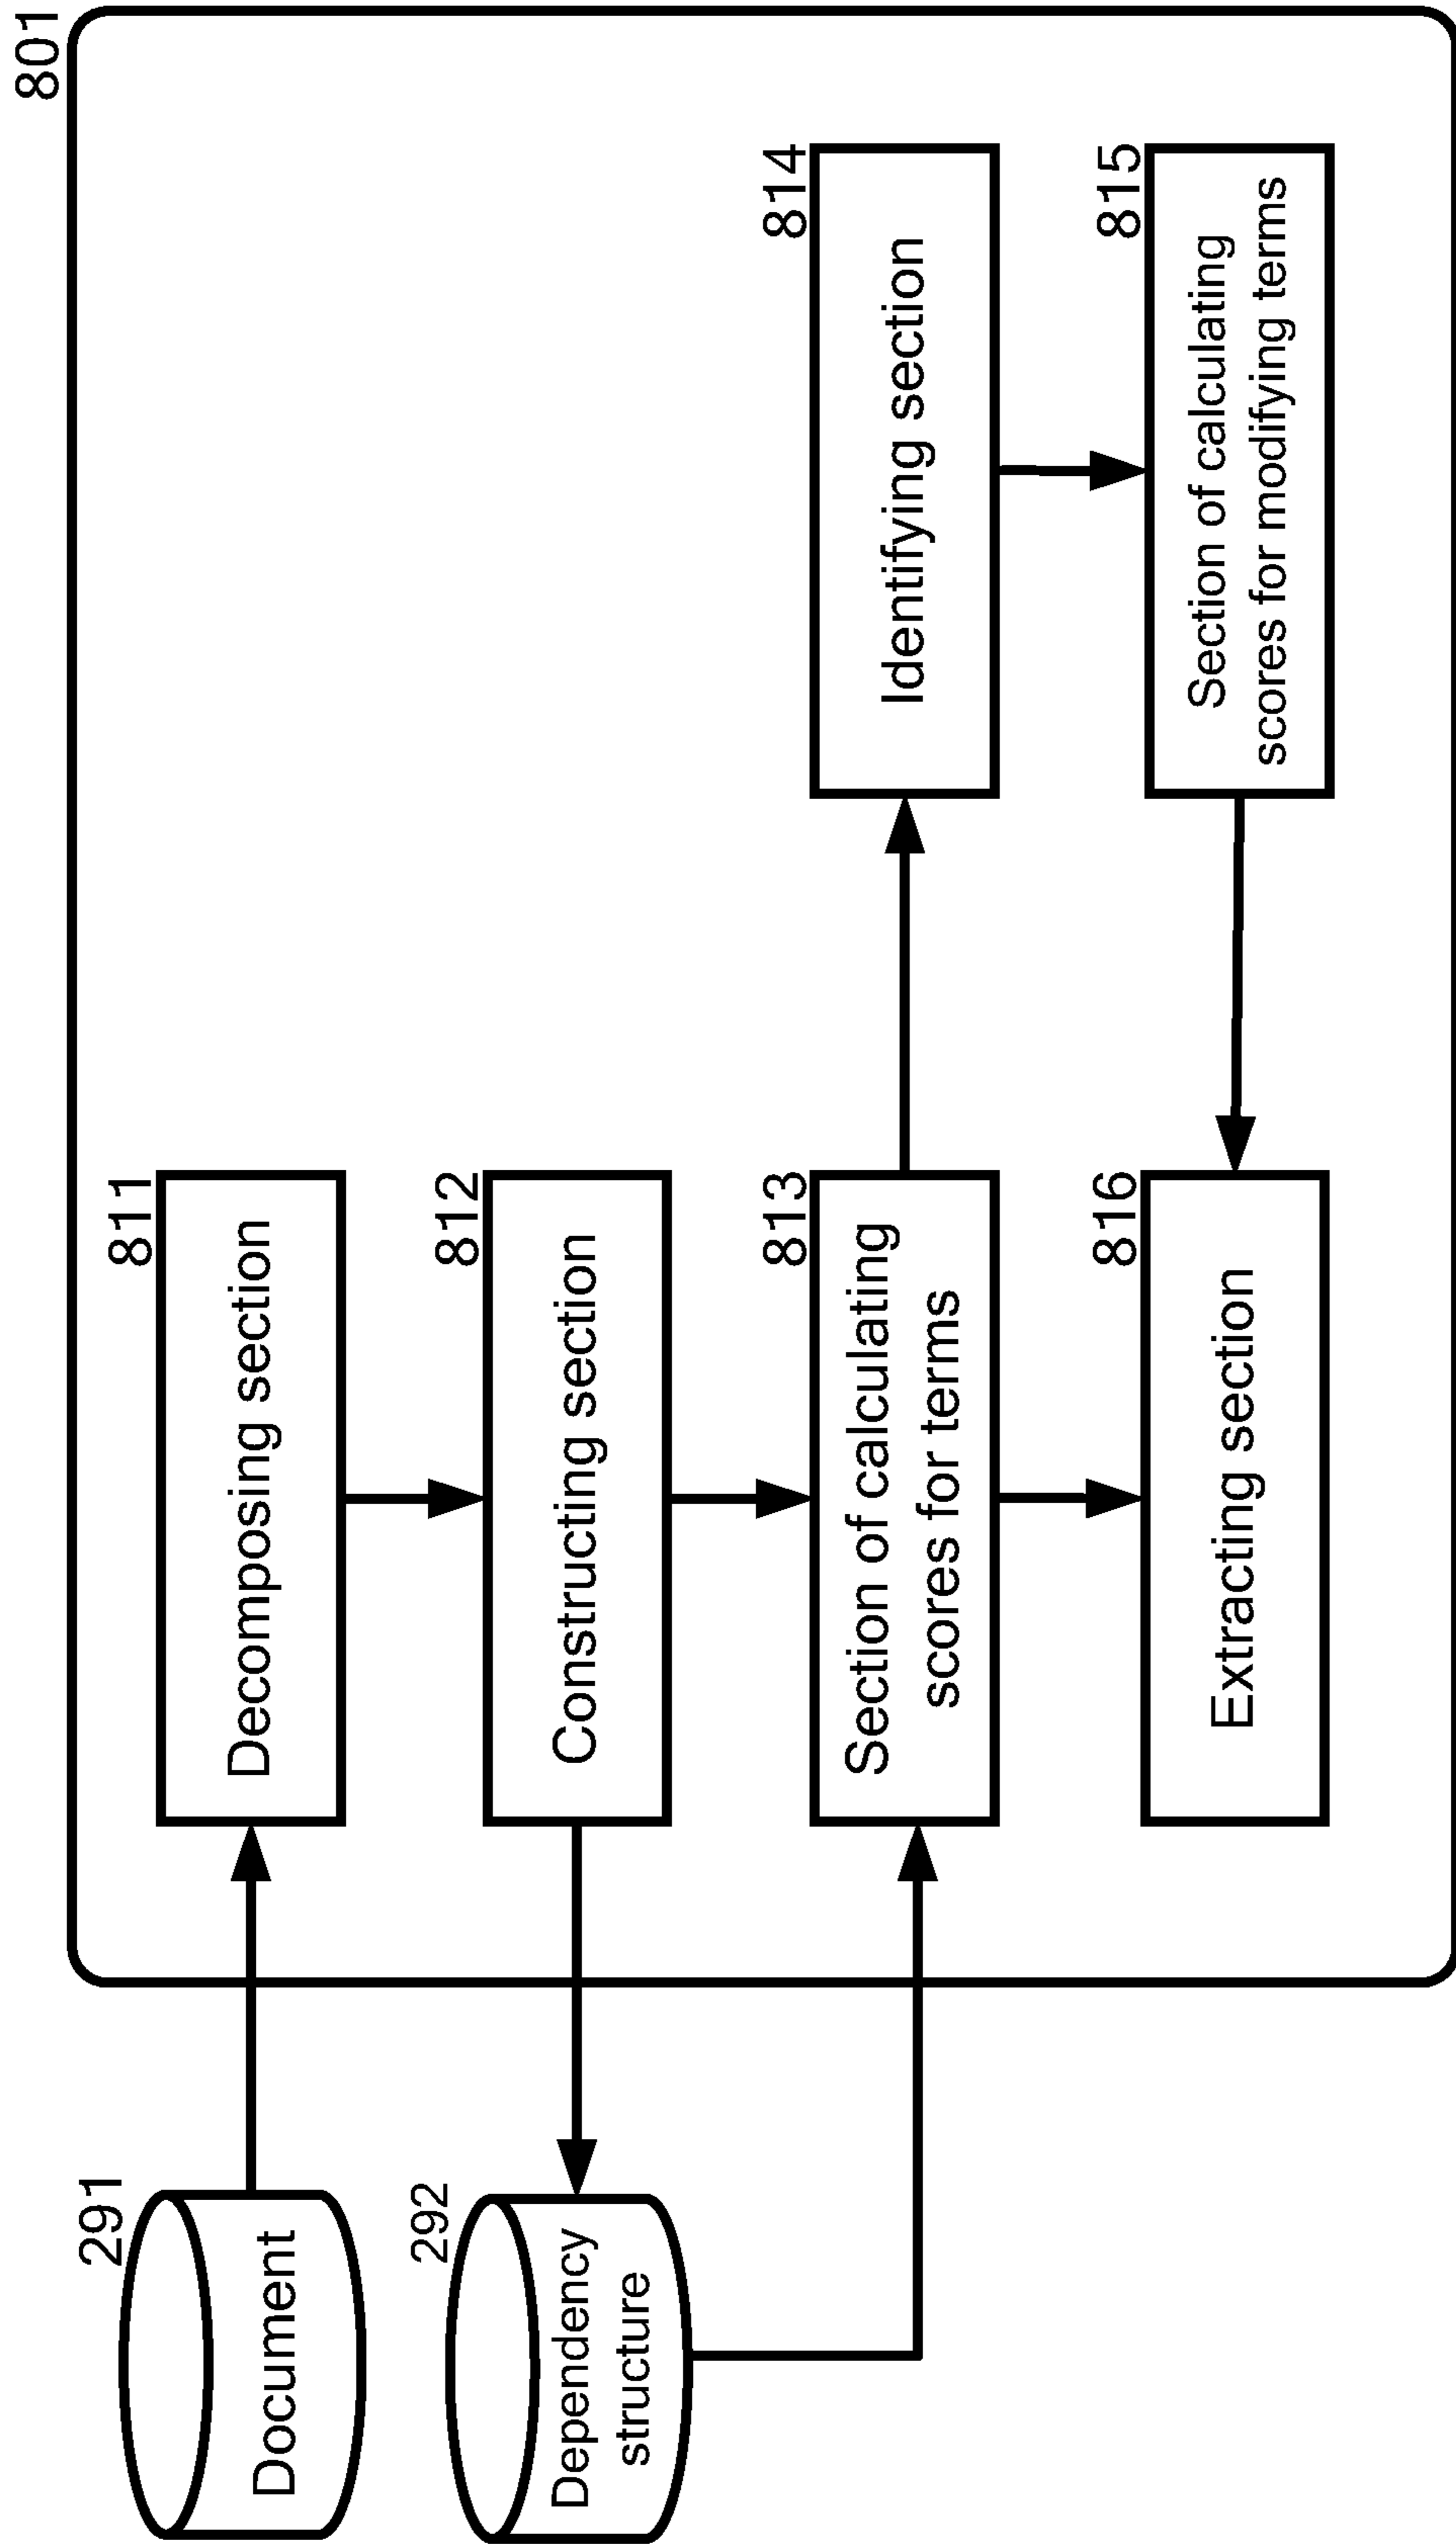 801
291
Document
811
Decomposing section
292
Dependency
structure
812
Constructing section
813
Section of calculating
scores for terms
814
Identifying section
816
Extracting section
815
Section of calculating
scores for modifying terms